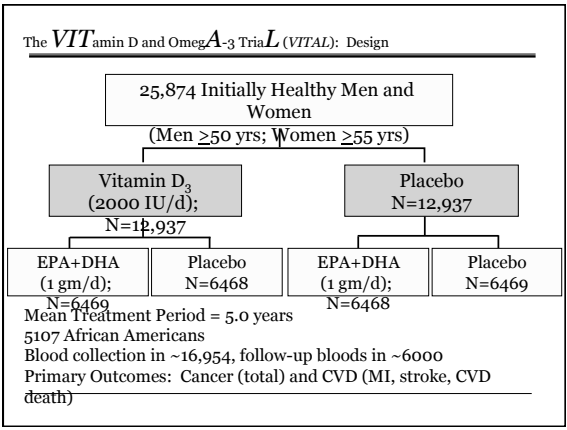 The VITamin D and OmegA-3 TriaL (VITAL): Design
25,874 Initially Healthy Men and
Women
(Men ≥50 yrs; Women ≥55 yrs)
Vitamin D₃
(2000 IU/d);
N=12,937
Placebo
N=12,937
EPA+DHA
(1 gm/d);
N=6469
Placebo
N=6468
EPA+DHA
(1 gm/d);
N=6468
Placebo
N=6469
Mean Treatment Period = 5.0 years
5107 African Americans
Blood collection in ~16,954, follow-up bloods in ~6000
Primary Outcomes: Cancer (total) and CVD (MI, stroke, CVD
death)